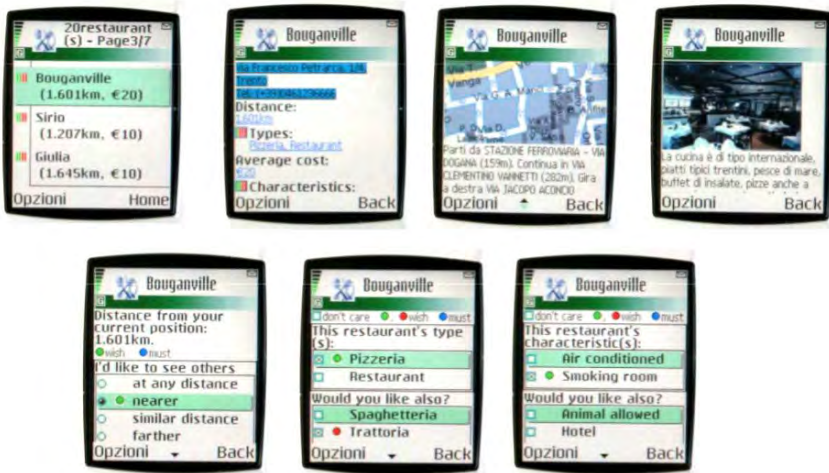 20restaurant
(s) - Page3/7
Bouganville
(1.601km, €20)
Sirio
(1.207km, €10)
Giulia
(1.645km, €10)
Opzioni Home
Bouganville
Via Francesco Petrarca, 1/4,
Trento
Distance:
1.601km
Types:
Pizzeria, Restaurant
Average cost:
€20
Characteristics:
Opzioni Back
Bouganville
Via T.
Vanga
Via G. A. 
Parti da STAZIONE FERROVIARIA - VIA
DOGANA (159m). Continua in VIA
CLEMENTINO VANNETTI (282m). Gira
a destra VIA JACOPO ACONCIO
Opzioni Back
Bouganville
La cucina è di tipo internazionale,
piatti tipici trentini, pesce di mare,
buffet di insalate, pizze anche a
Opzioni Back
Bouganville
Distance from your
current position:
1.601km.
wish must
I'd like to see others
at any distance
nearer
similar distance
farther
Opzioni Back
Bouganville
don't care , wish must
This restaurant's type
(s):
Pizzeria
Restaurant
Would you like also?
Spaghetteria
Trattoria
Opzioni Back
Bouganville
don't care , wish must
This restaurant's
characteristic(s):
Air conditioned
Smoking room
Would you like also?
Animal allowed
Hotel
Opzioni Back